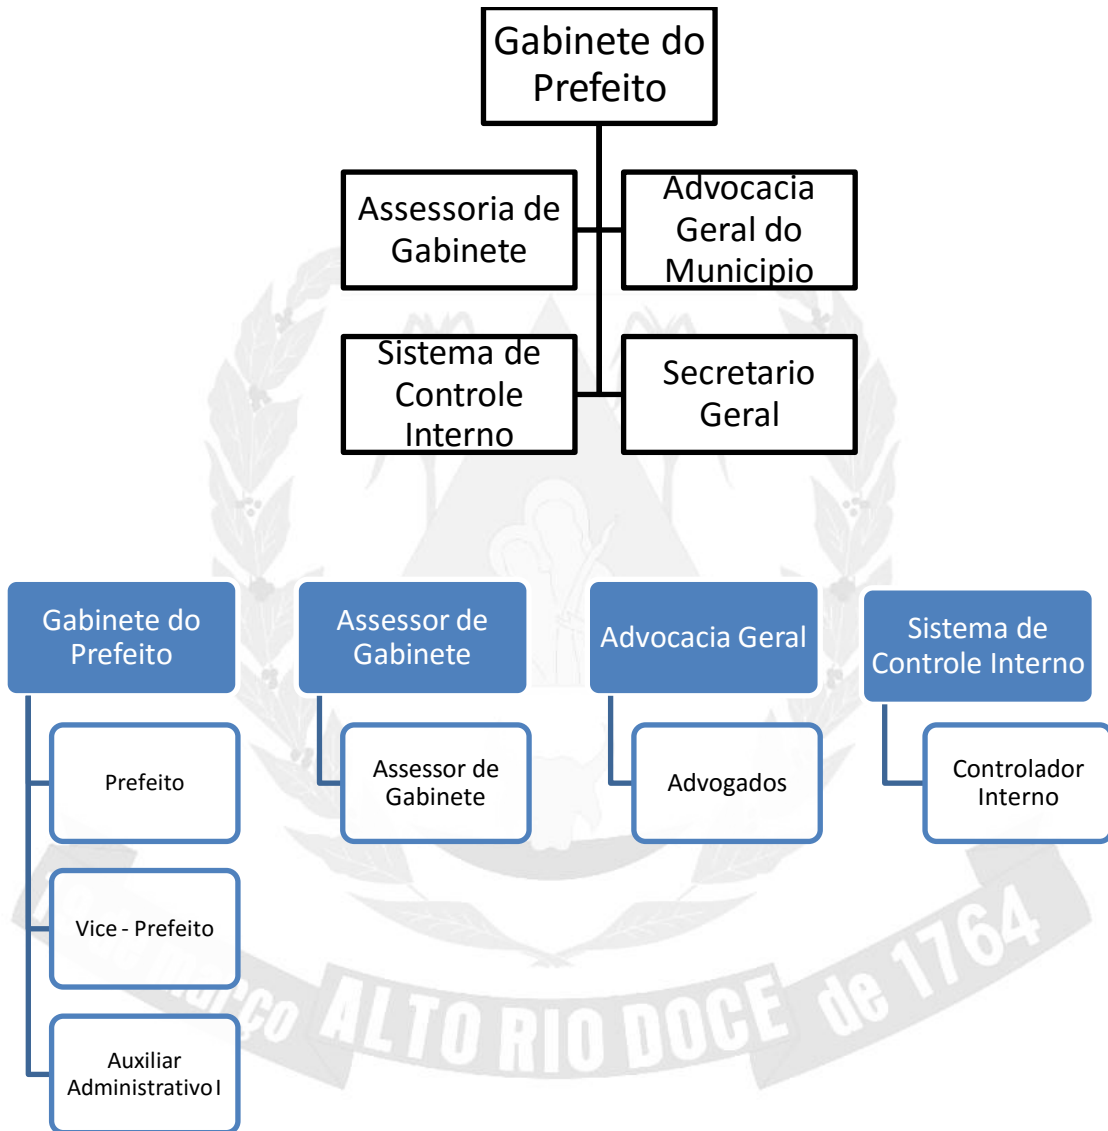 Gabinete do
Prefeito
Assessoria de
Gabinete
Advocacia
Geral do
Municipio
Sistema de
Controle
Interno
Secretario
Geral
Gabinete do
Prefeito
Assessor de
Gabinete
Advocacia Geral
Sistema de
Controle Interno
Prefeito
Assessor de
Gabinete
Advogados
Controlador
Interno
Vice - Prefeito
Auxiliar
Administrativo I
março ALTO RIO DOCE de 1764